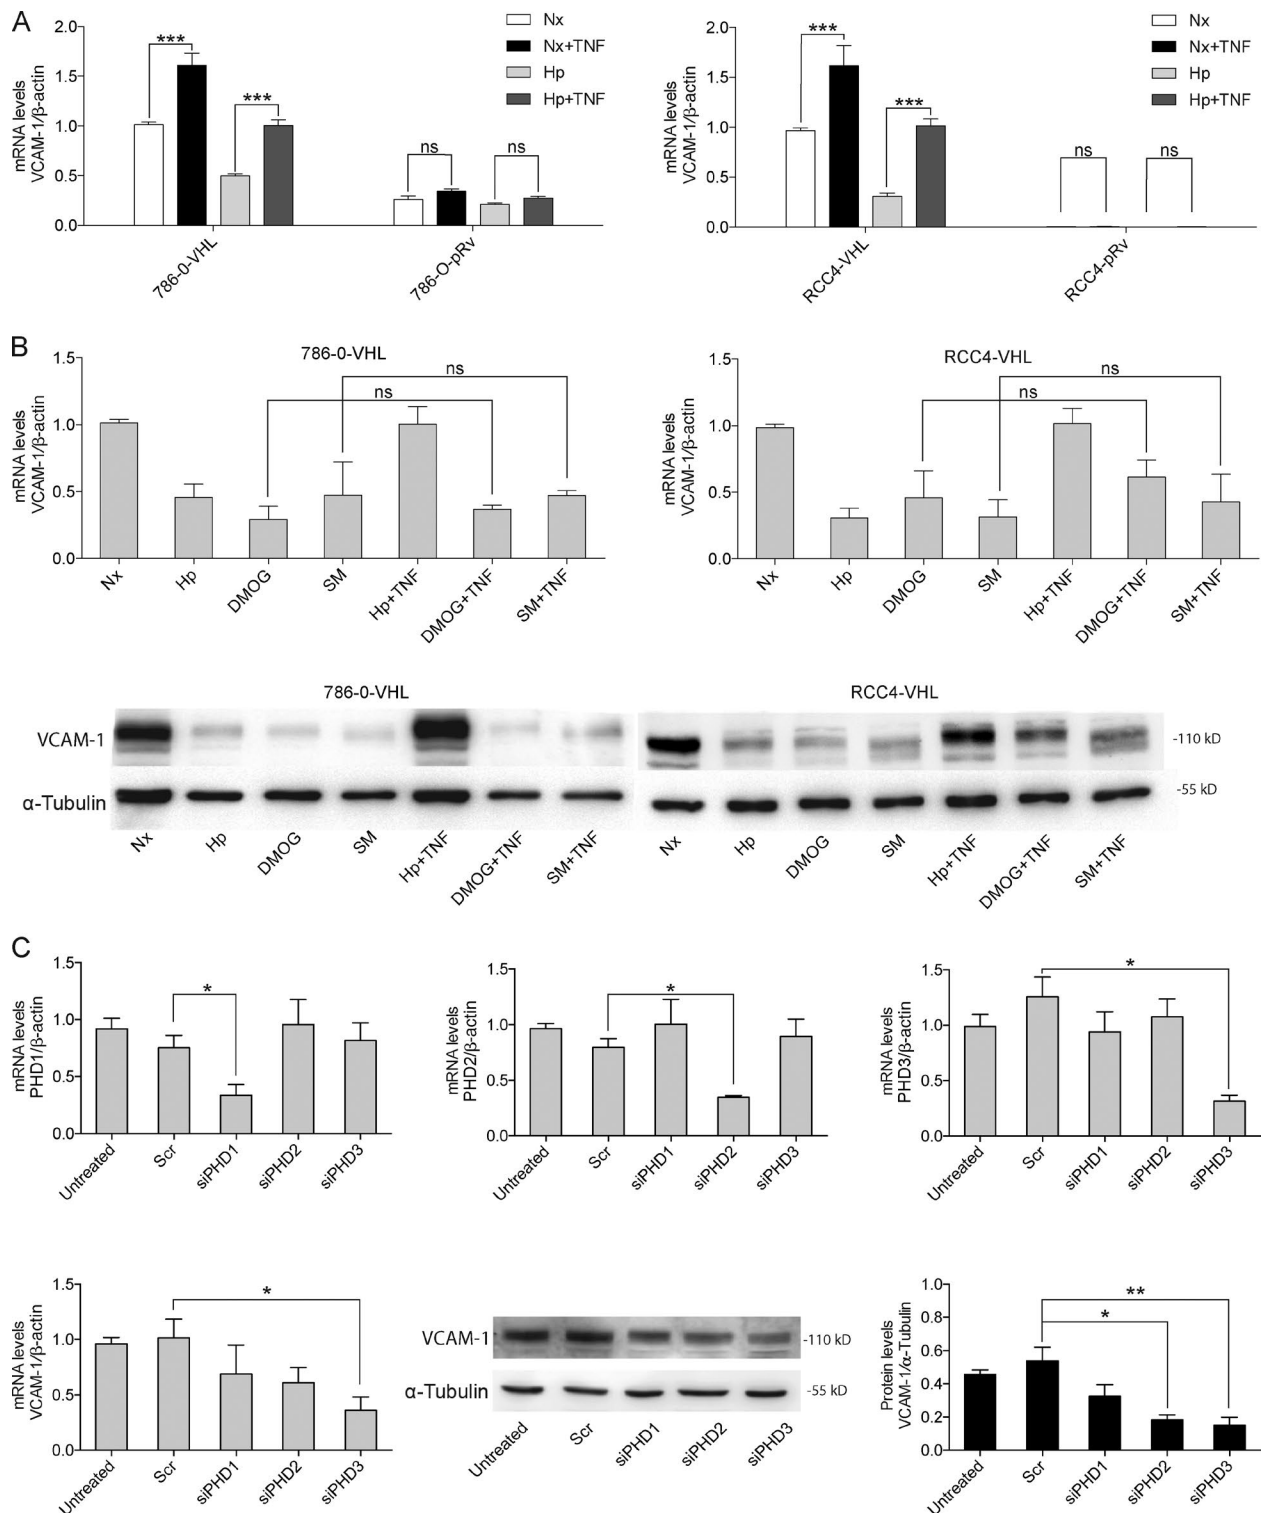 A
mRNA levels
VCAM-1/β-actin
2.0
1.5
1.0
0.5
0.0
***
***
ns
ns
Nx
Nx+TNF
Hp
Hp+TNF
786-0-VHL
786-O-pRv
mRNA levels
VCAM-1/β-actin
2.0
1.5
1.0
0.5
0.0
***
***
ns
ns
Nx
Nx+TNF
Hp
Hp+TNF
RCC4-VHL
RCC4-pRv
B
786-0-VHL
mRNA levels
VCAM-1/β-actin
1.5
1.0
0.5
0.0
ns
ns
Nx
Hp
DMOG
SM
Hp+TNF
DMOG+TNF
SM+TNF
RCC4-VHL
mRNA levels
VCAM-1/β-actin
1.5
1.0
0.5
0.0
ns
ns
Nx
Hp
DMOG
SM
Hp+TNF
DMOG+TNF
SM+TNF
786-0-VHL
RCC4-VHL
VCAM-1
-110 kD
α-Tubulin
-55 kD
Nx
Hp
DMOG
SM
Hp+TNF
DMOG+TNF
SM+TNF
Nx
Hp
DMOG
SM
Hp+TNF
DMOG+TNF
SM+TNF
C
mRNA levels
PHD1/β-actin
1.5
1.0
0.5
0.0
*
Untreated
Scr
siPHD1
siPHD2
siPHD3
mRNA levels
PHD2/β-actin
1.5
1.0
0.5
0.0
*
Untreated
Scr
siPHD1
siPHD2
siPHD3
mRNA levels
PHD3/β-actin
1.5
1.0
0.5
0.0
*
Untreated
Scr
siPHD1
siPHD2
siPHD3
mRNA levels
VCAM-1/β-actin
1.5
1.0
0.5
0.0
*
Untreated
Scr
siPHD1
siPHD2
siPHD3
VCAM-1
-110 kD
α-Tubulin
-55 kD
Untreated
Scr
siPHD1
siPHD2
siPHD3
Protein levels
VCAM-1/α-Tubulin
1.0
0.8
0.6
0.4
0.2
0.0
**
*
Untreated
Scr
siPHD1
siPHD2
siPHD3